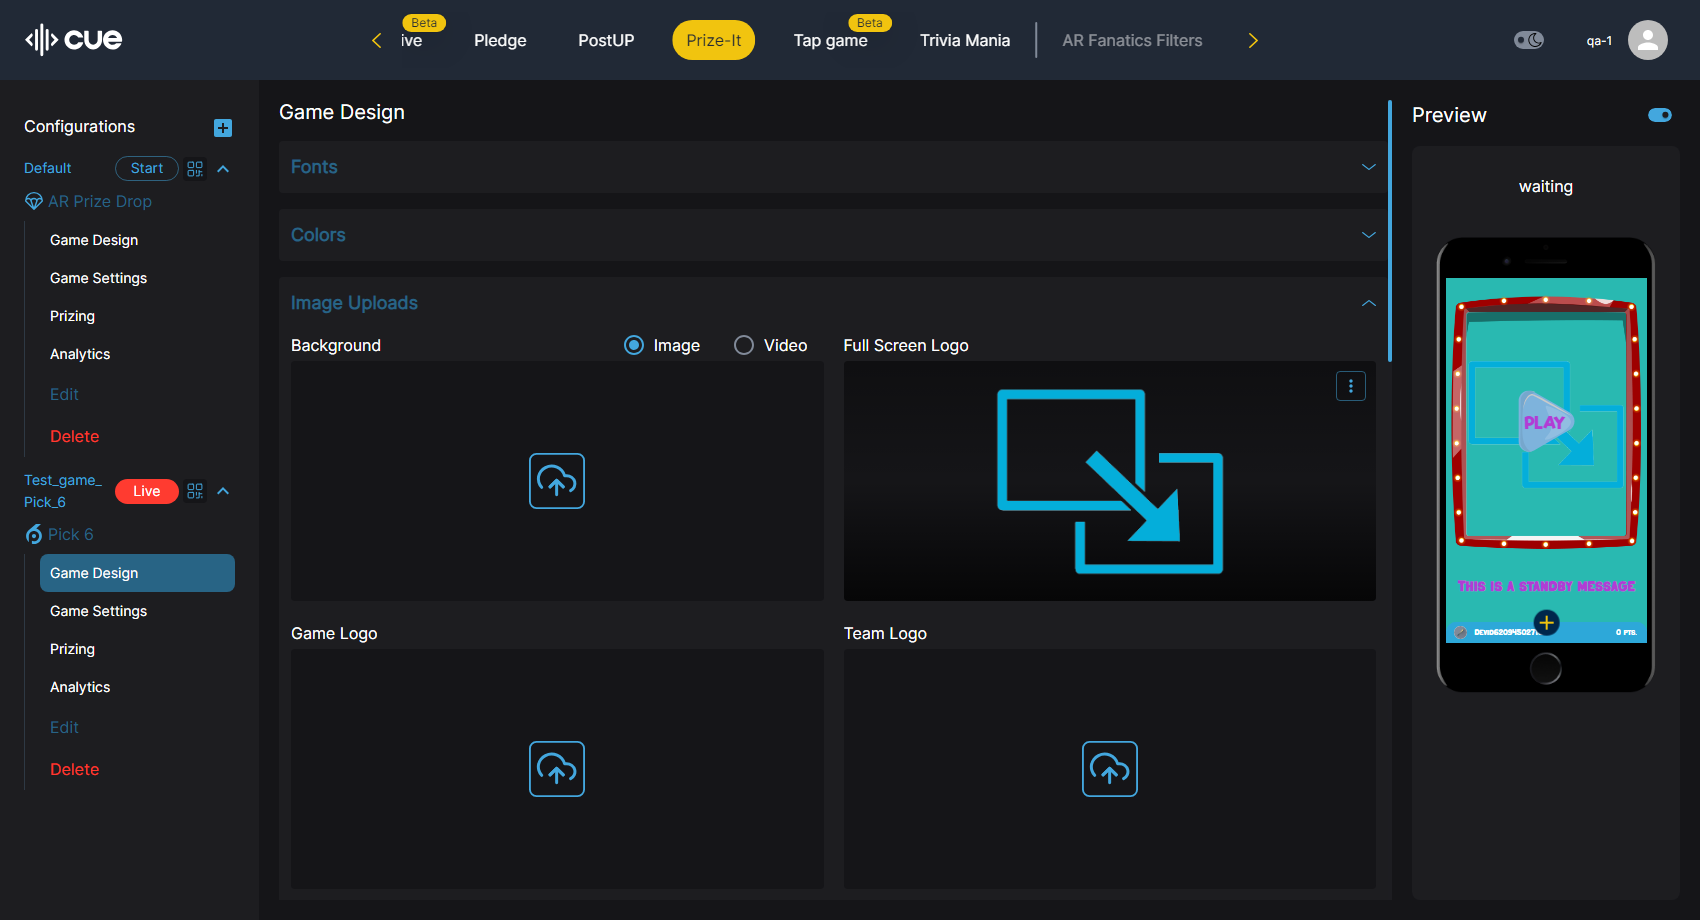 cue
Beta
ive
Pledge
PostUP
Prize-It
Beta
Tap game
Trivia Mania
AR Fanatics Filters
qa-1
Configurations
Default
Start
AR Prize Drop
Game Design
Game Settings
Prizing
Analytics
Edit
Delete
Test_game_
Pick_6
Live
Pick 6
Game Design
Game Settings
Prizing
Analytics
Edit
Delete
Game Design
Fonts
Colors
Image Uploads
Background
Image
Video
Full Screen Logo
Game Logo
Team Logo
Preview
waiting
PLAY
This is a standby message
0 pts.